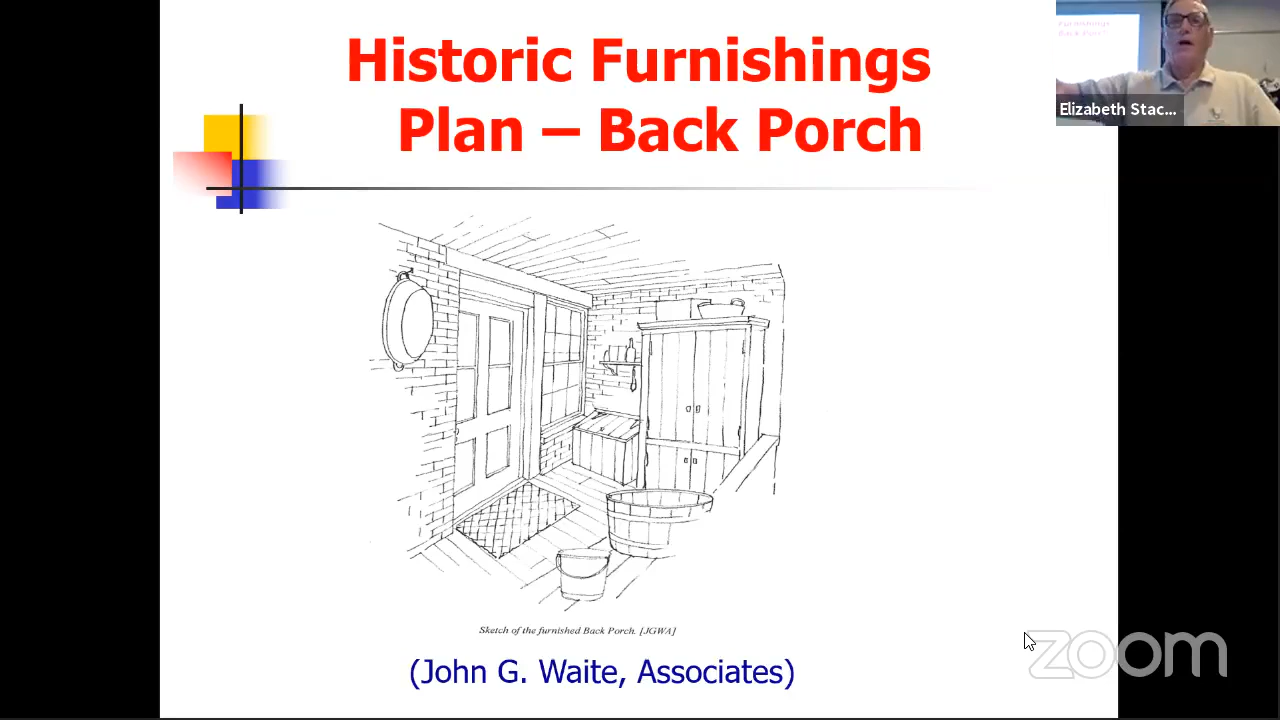 Historic Furnishings
Plan – Back Porch
Elizabeth Stac...
Sketch of the furnished Back Porch. [JGWA]
(John G. Waite, Associates)
zoom